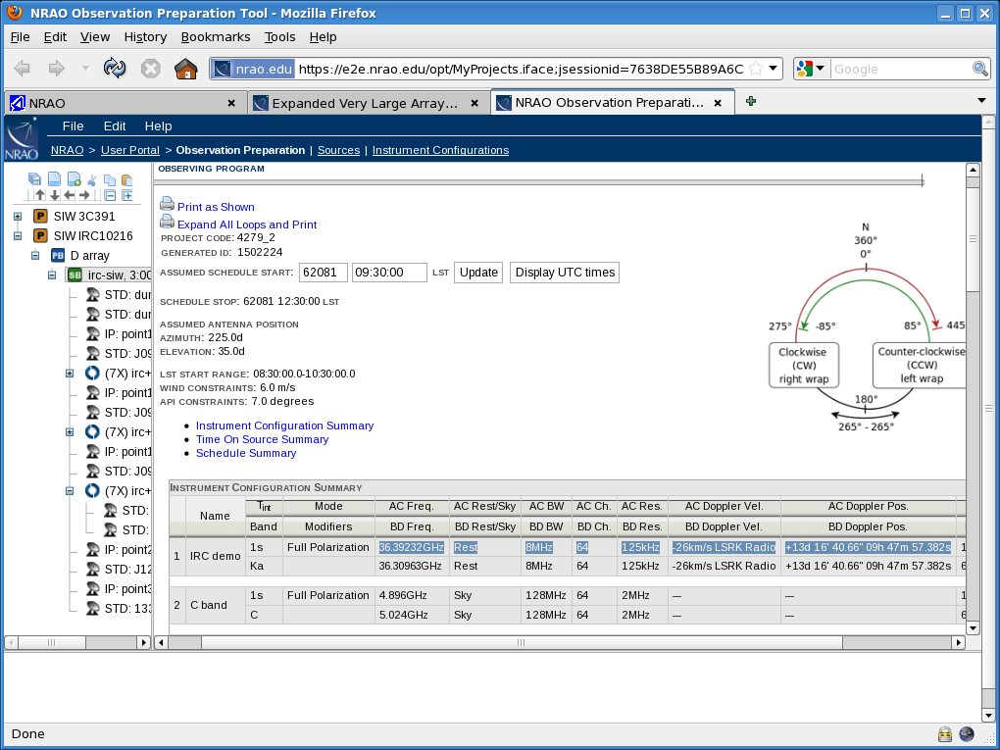 NRAO Observation Preparation Tool - Mozilla Firefox
File Edit View History Bookmarks Tools Help
nrao.edu https://e2e.nrao.edu/opt/MyProjects.iface;jsessionid=7638DE55B89A6C Google
NRAO Expanded Very Large Array... NRAO Observation Preparati...
File Edit Help
NRAO
NRAO > User Portal > Observation Preparation | Sources | Instrument Configurations
SIW 3C391
SIW IRC10216
D array
irc-siw, 3:00
STD: dur
STD: dur
IP: point1
STD: J09
(7X) irc+
IP: point1
STD: J09
(7X) irc+
IP: point1
STD: J09
(7X) irc+
STD:
STD:
IP: point2
STD: J12
IP: point3
STD: 133
OBSERVING PROGRAM
Print as Shown
Expand All Loops and Print
PROJECT CODE: 4279_2
GENERATED ID: 1502224
ASSUMED SCHEDULE START: 62081 09:30:00 LST Update Display UTC times
SCHEDULE STOP: 62081 12:30:00 LST
ASSUMED ANTENNA POSITION
AZIMUTH: 225.0d
ELEVATION: 35.0d
LST START RANGE: 08:30:00.0-10:30:00.0
WIND CONSTRAINTS: 6.0 m/s
API CONSTRAINTS: 7.0 degrees
Instrument Configuration Summary
Time On Source Summary
Schedule Summary
N
360°
0°
275° -85° 85° 445
Clockwise
(CW)
right wrap
Counter-clockwise
(CCW)
left wrap
180°
265° - 265°
INSTRUMENT CONFIGURATION SUMMARY
Name Tint Mode AC Freq. AC Rest/Sky AC BW AC Ch. AC Res. AC Doppler Vel. AC Doppler Pos.
Band Modifiers BD Freq. BD Rest/Sky BD BW BD Ch. BD Res. BD Doppler Vel. BD Doppler Pos.
1 IRC demo 1s Full Polarization 36.39232GHz Rest 8MHz 64 125kHz -26km/s LSRK Radio +13d 16' 40.66" 09h 47m 57.382s 1
Ka 36.30963GHz Rest 8MHz 64 125kHz -26km/s LSRK Radio +13d 16' 40.66" 09h 47m 57.382s 6
2 C band 1s Full Polarization 4.896GHz Sky 128MHz 64 2MHz --- --- 1
C 5.024GHz Sky 128MHz 64 2MHz --- --- 6
Done